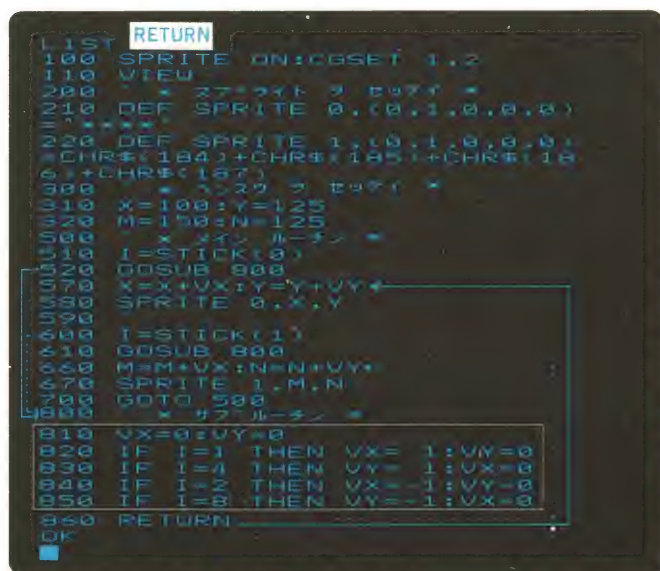 LIST RETURN
100 SPRITE ON:CGSET 1,2
110 VIEW
200 ' * スプライト ヲ セッテイ *
210 DEF SPRITE 0,(0,1,0,0,0)
="****"
220 DEF SPRITE 1,(0,1,0,0,0)
=CHR$(184)+CHR$(185)+CHR$(18
6)+CHR$(187)
300 ' * ヘンスウ ヲ セッテイ *
310 X=100:Y=125
320 M=150:N=125
500 ' * メイン ルーチン *
510 I=STICK(0)
520 GOSUB 800
570 X=X+VX:Y=Y+VY
580 SPRITE 0,X,Y
590
600 I=STICK(1)
610 GOSUB 800
660 M=M+VX:N=N+VY
670 SPRITE 1,M,N
700 GOTO 500
800 ' * サブルーチン *
810 VX=0:VY=0
820 IF I=1 THEN VX= 1:VY=0
830 IF I=4 THEN VY= 1:VX=0
840 IF I=2 THEN VX=-1:VY=0
850 IF I=8 THEN VY=-1:VX=0
860 RETURN
OK